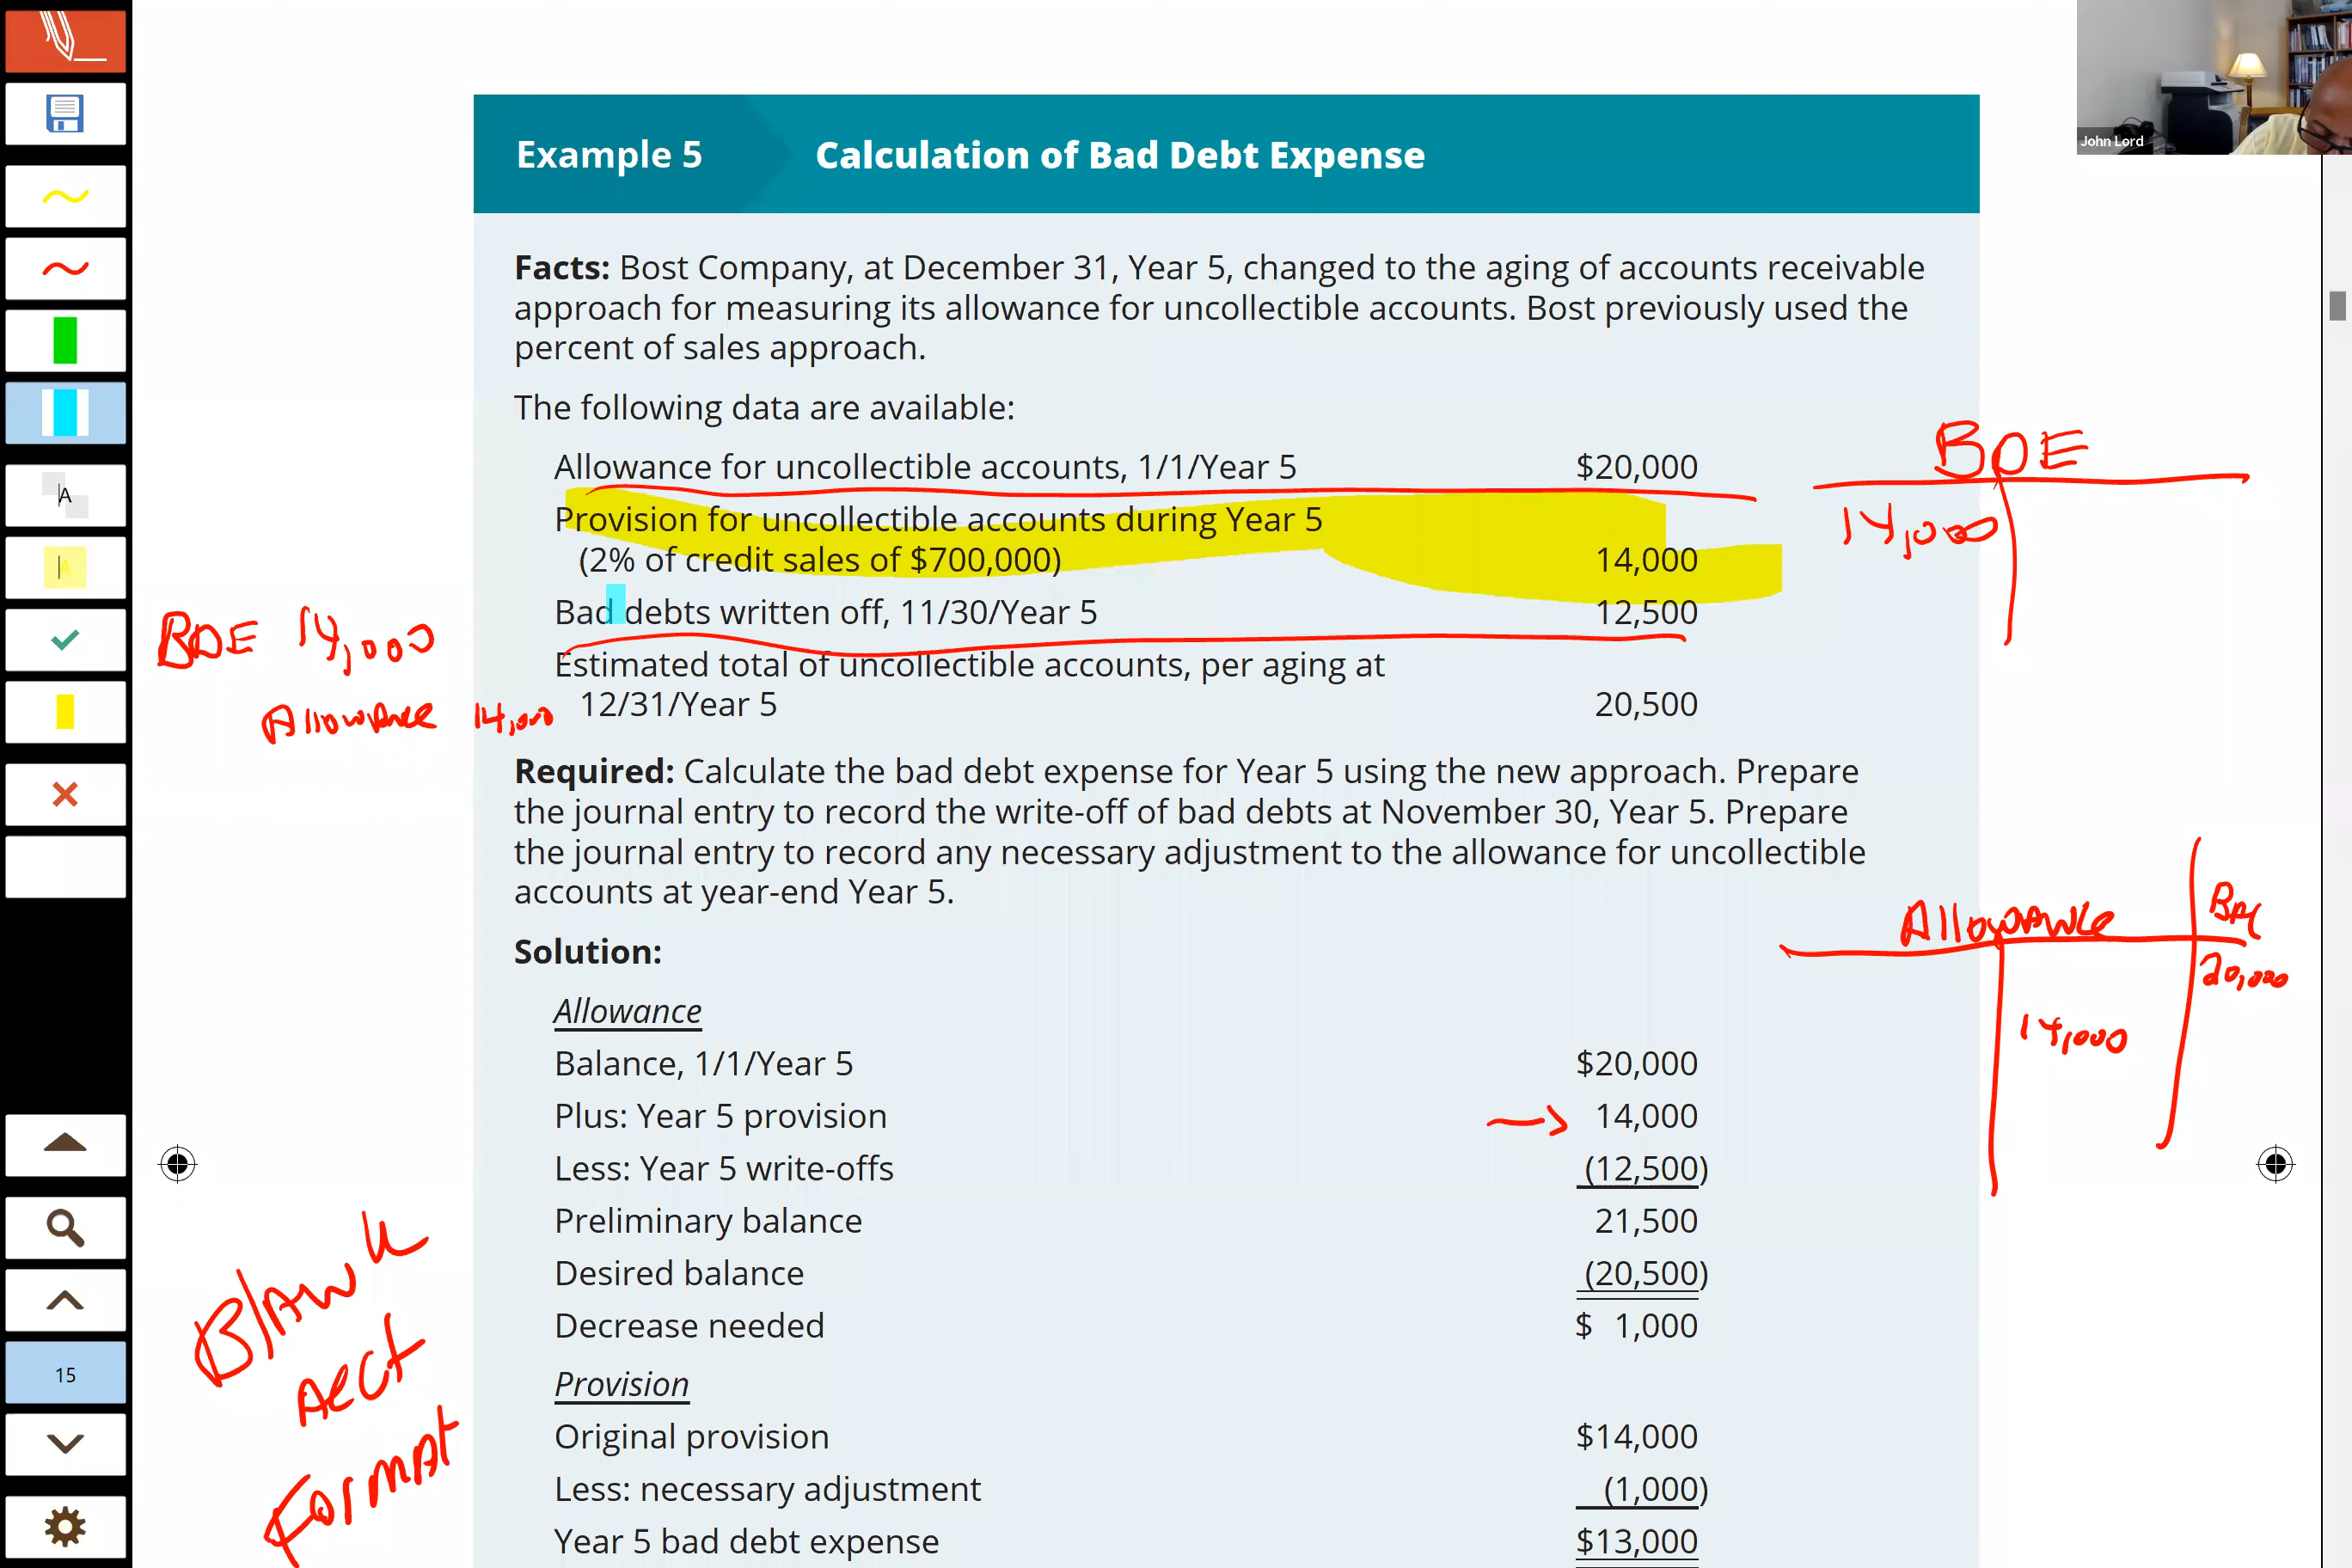 John Lord
Example 5 Calculation of Bad Debt Expense
Facts: Bost Company, at December 31, Year 5, changed to the aging of accounts receivable
approach for measuring its allowance for uncollectible accounts. Bost previously used the
percent of sales approach.
The following data are available:
Allowance for uncollectible accounts, 1/1/Year 5 $20,000
Provision for uncollectible accounts during Year 5
(2% of credit sales of $700,000) 14,000
Bad debts written off, 11/30/Year 5 12,500
Estimated total of uncollectible accounts, per aging at
12/31/Year 5 20,500
BDE
14,000
BDE 14,000
Allowance 14,000
Required: Calculate the bad debt expense for Year 5 using the new approach. Prepare
the journal entry to record the write-off of bad debts at November 30, Year 5. Prepare
the journal entry to record any necessary adjustment to the allowance for uncollectible
accounts at year-end Year 5.
Allowance BAL
20,000
14,000
Solution:
Allowance
Balance, 1/1/Year 5 $20,000
Plus: Year 5 provision 14,000
Less: Year 5 write-offs (12,500)
Preliminary balance 21,500
Desired balance (20,500)
Decrease needed $ 1,000
Provision
Original provision $14,000
Less: necessary adjustment (1,000)
Year 5 bad debt expense $13,000
BlANK
Acct
Format
A
A
15